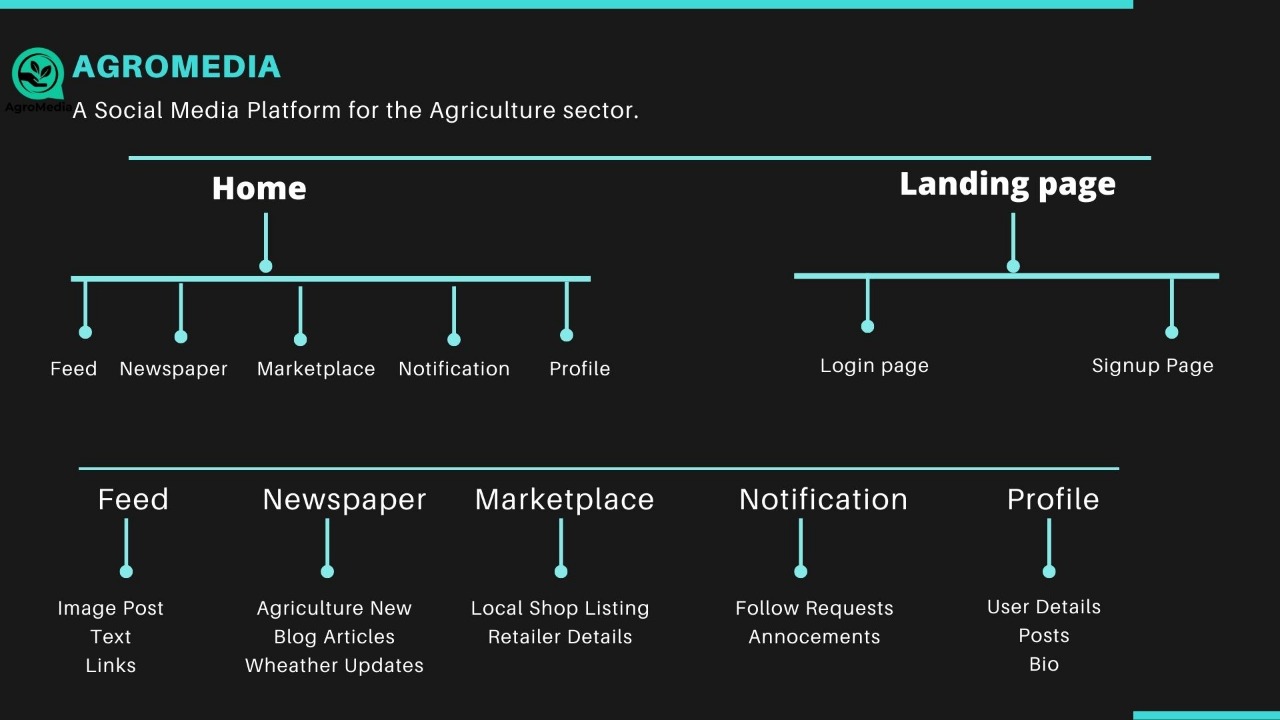 AGROMEDIA
AgroMedia
A Social Media Platform for the Agriculture sector.
Home
Landing page
Feed Newspaper Marketplace Notification Profile
Login page Signup Page
Feed Newspaper Marketplace Notification Profile
Image Post
Text
Links
Agriculture New
Blog Articles
Wheather Updates
Local Shop Listing
Retailer Details
Follow Requests
Annocements
User Details
Posts
Bio